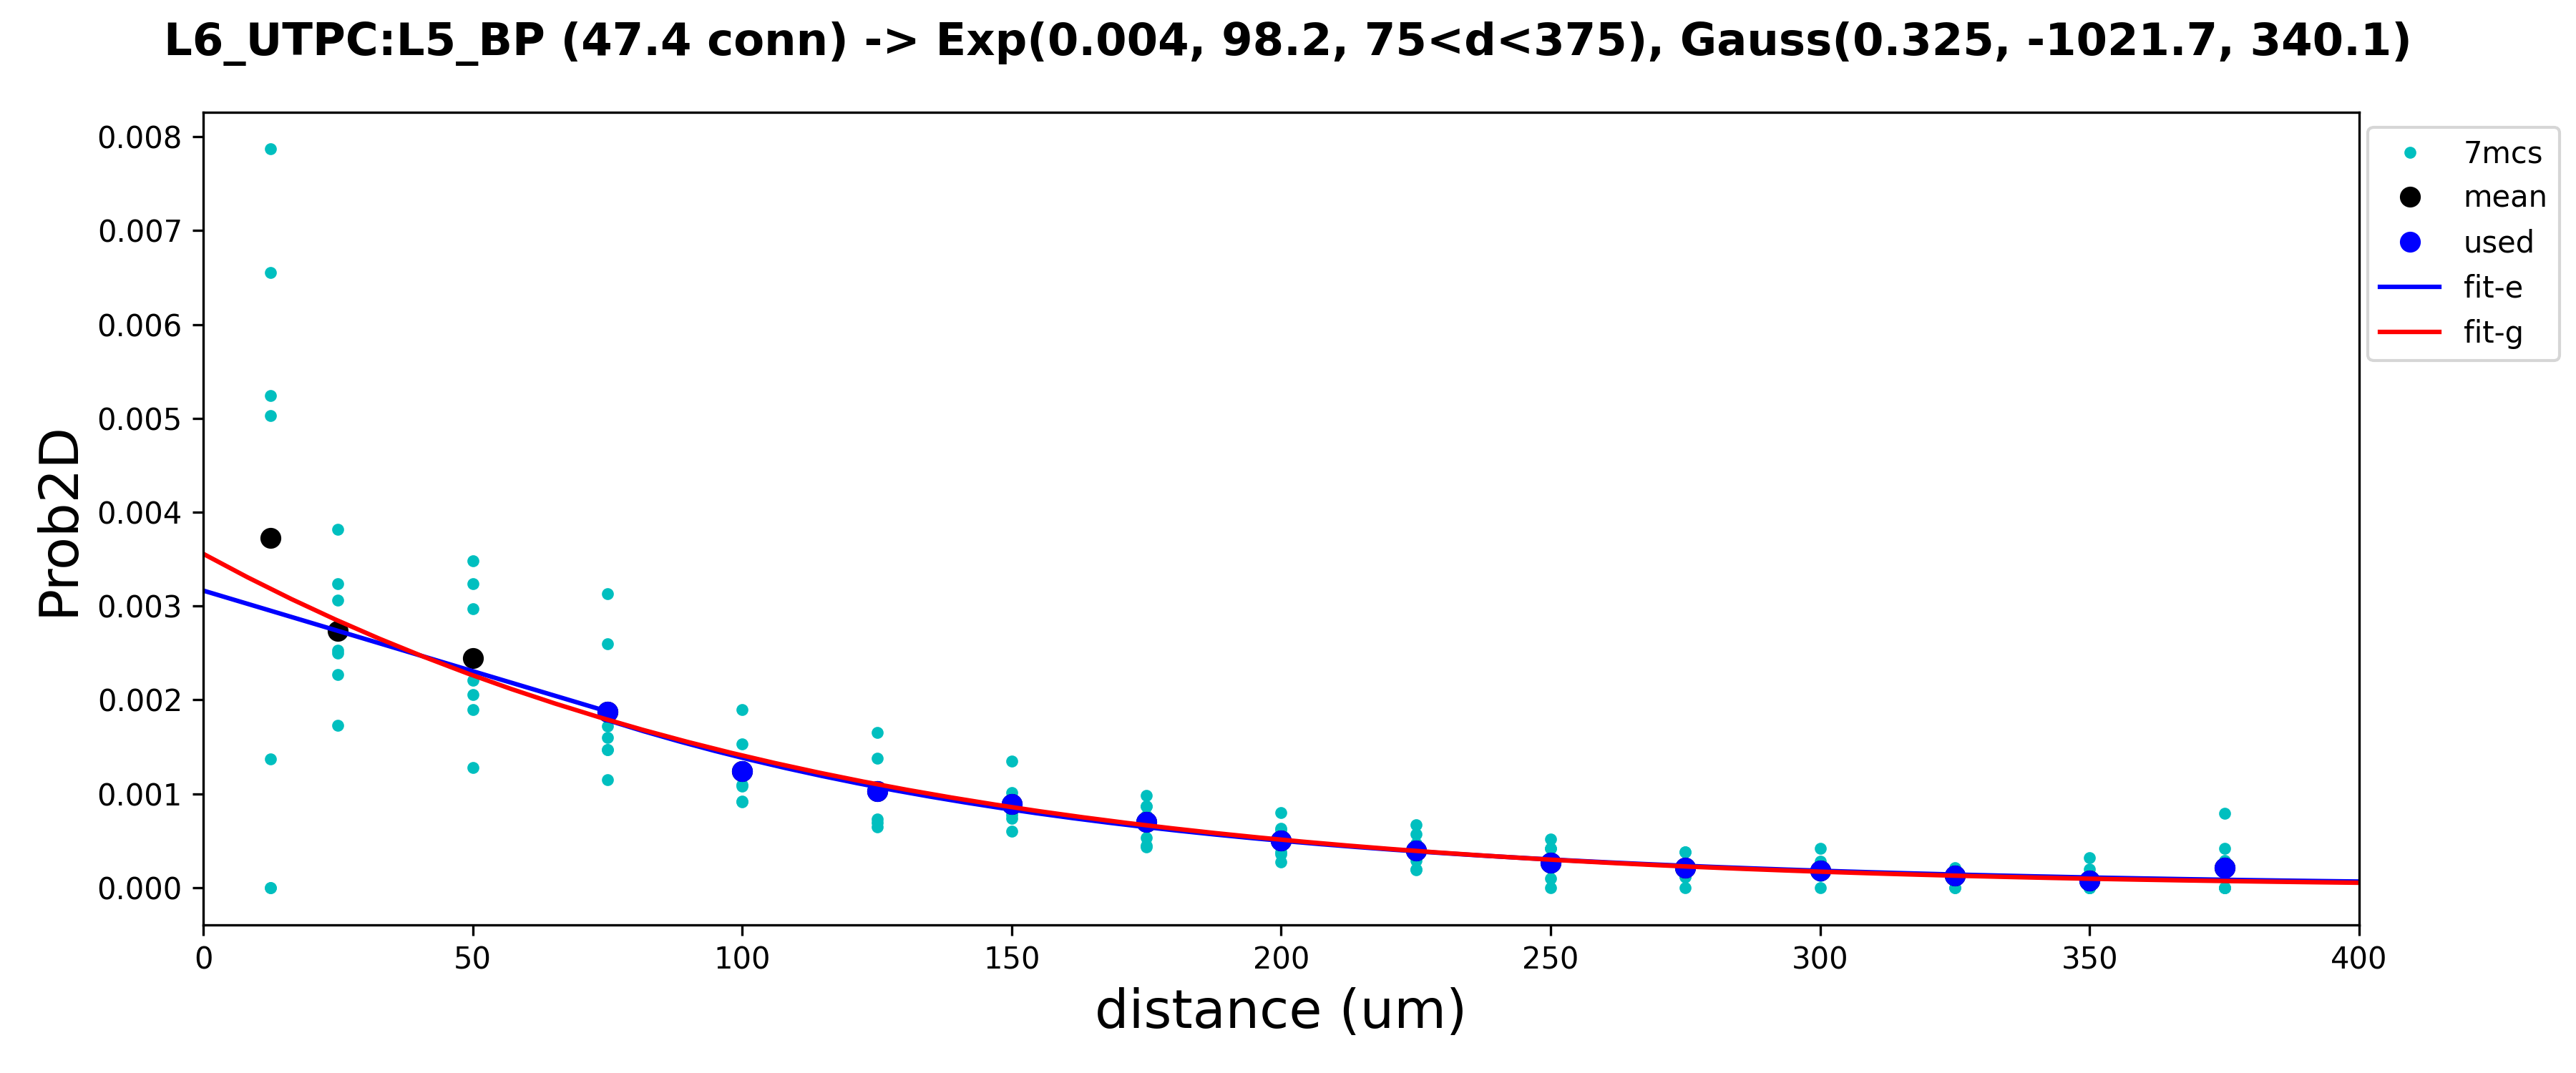 L6_UTPC:L5_BP (47.4 conn) -> Exp(0.004, 98.2, 75<d<375), Gauss(0.325, -1021.7, 340.1)
0.008
0.007
0.006
0.005
0.004
0.003
0.002
0.001
0.000
Prob2D
0 50 100 150 200 250 300 350 400
distance (um)
7mcs
mean
used
fit-e
fit-g